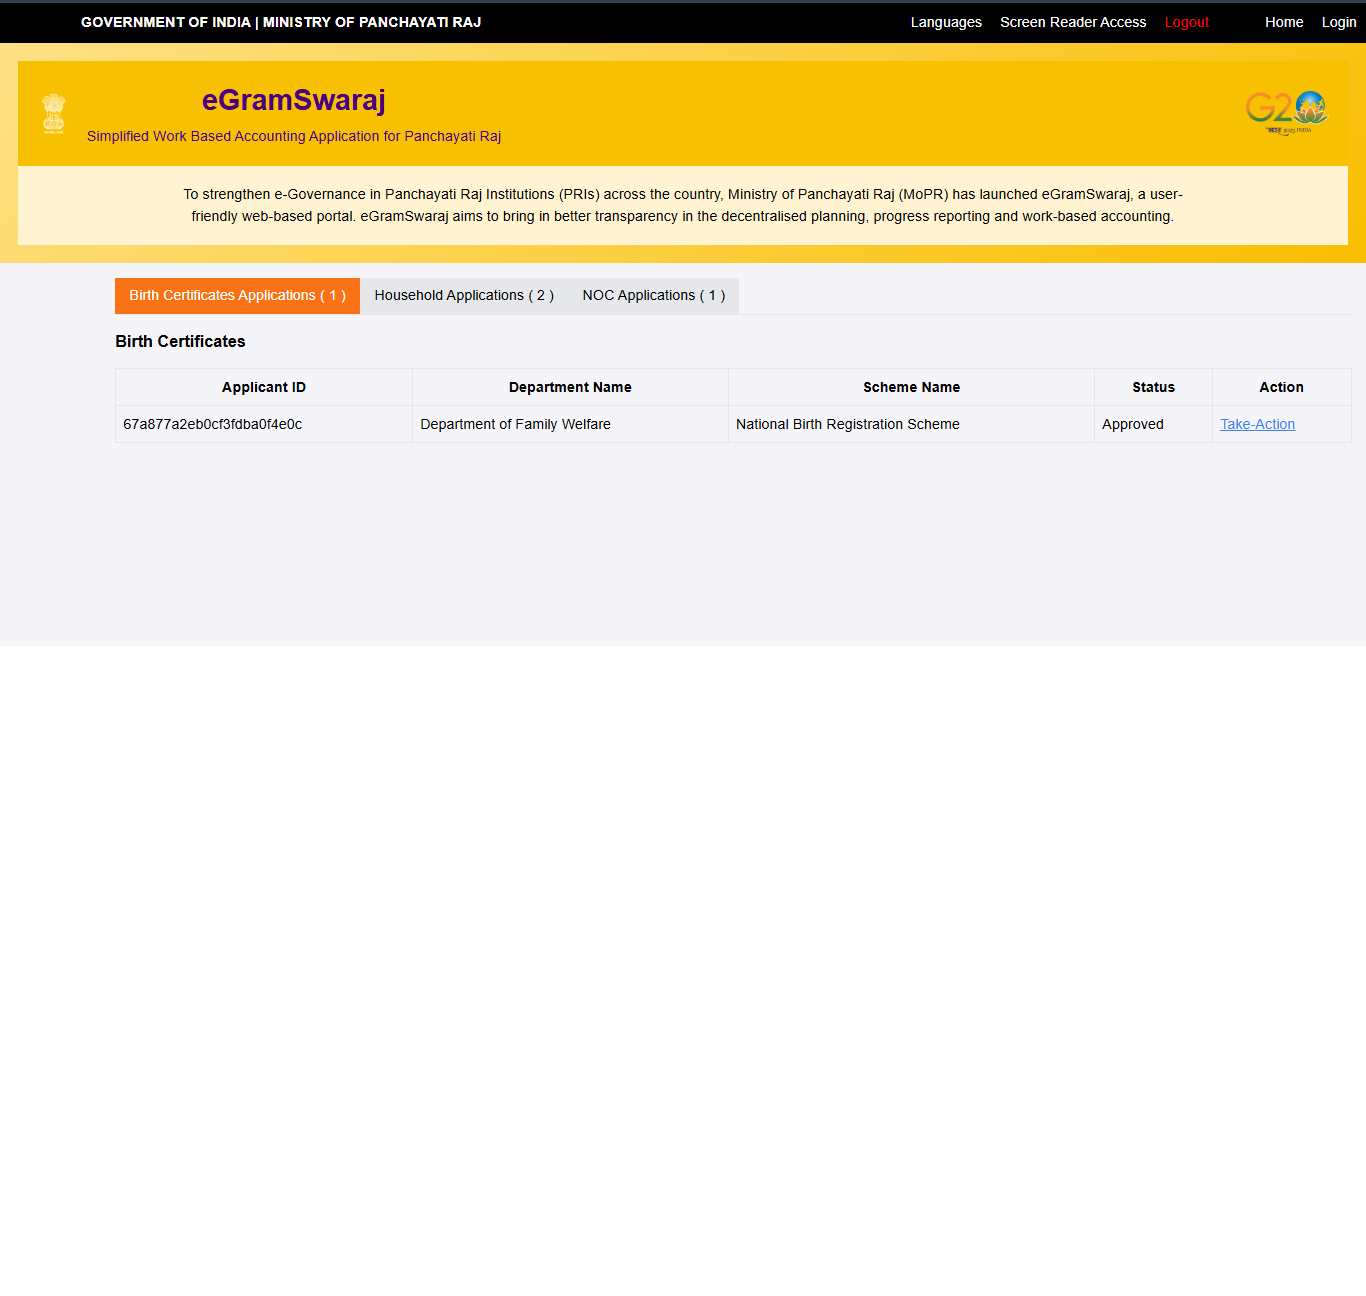 GOVERNMENT OF INDIA | MINISTRY OF PANCHAYATI RAJ
Languages Screen Reader Access Logout Home Login
eGramSwaraj
Simplified Work Based Accounting Application for Panchayati Raj
G20
2023 INDIA
To strengthen e-Governance in Panchayati Raj Institutions (PRIs) across the country, Ministry of Panchayati Raj (MoPR) has launched eGramSwaraj, a user-
friendly web-based portal. eGramSwaraj aims to bring in better transparency in the decentralised planning, progress reporting and work-based accounting.
Birth Certificates Applications ( 1 ) Household Applications ( 2 ) NOC Applications ( 1 )
Birth Certificates
Applicant ID Department Name Scheme Name Status Action
67a877a2eb0cf3fdba0f4e0c Department of Family Welfare National Birth Registration Scheme Approved Take-Action